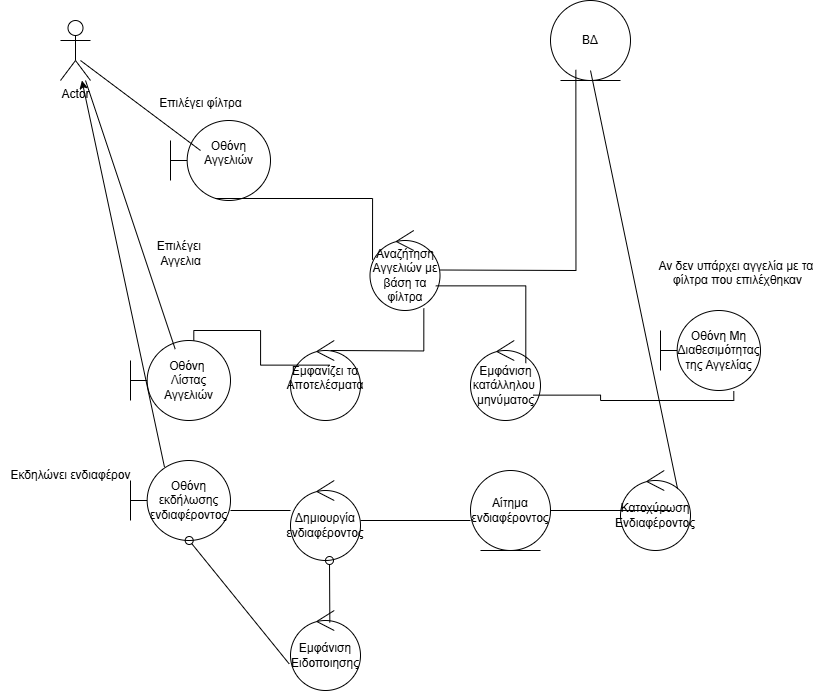 ΒΔ
Actor
Επιλέγει φίλτρα
Οθόνη
Αγγελιών
Επιλέγει
Αγγελια
Αναζήτηση
Αγγελιών με
βάση τα
φίλτρα
Αν δεν υπάρχει αγγελία με τα
φίλτρα που επιλέχθηκαν
Οθόνη Μη
Διαθεσιμότητας
της Αγγελίας
Οθόνη
Λίστας
Αγγελιών
Εμφανίζει τα
Αποτελέσματα
Εμφάνιση
κατάλληλου
μηνύματος
Εκδηλώνει ενδιαφέρον
Οθόνη
εκδήλωσης
ενδιαφέροντος
Δημιουργία
ενδιαφέροντος
Αίτημα
ενδιαφέροντος
Κατοχύρωση
Ενδιαφέροντος
Εμφάνιση
Ειδοποιησης